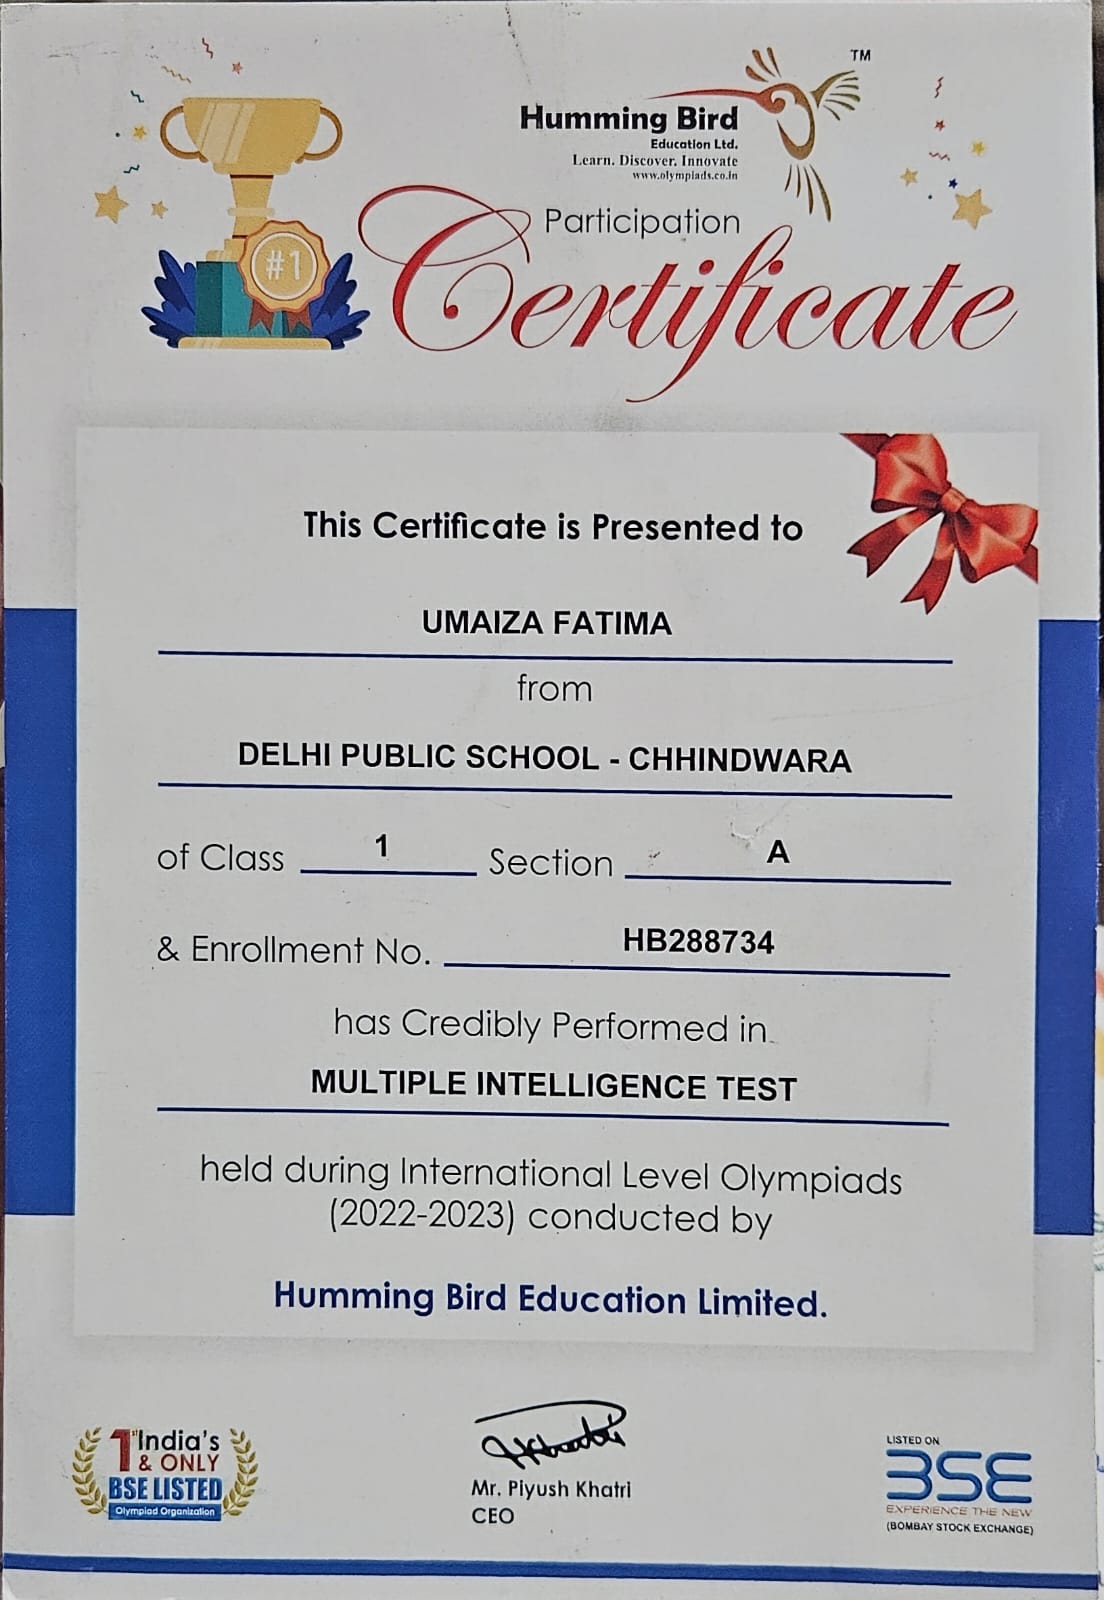 Humming Bird
TM
Education Ltd.
Learn. Discover. Innovate
www.olympiads.co.in
Participation
Certificate
#1
This Certificate is Presented to
UMAIZA FATIMA
from
DELHI PUBLIC SCHOOL - CHHINDWARA
of Class 1 Section A
& Enrollment No. HB288734
has Credibly Performed in
MULTIPLE INTELLIGENCE TEST
held during International Level Olympiads
(2022-2023) conducted by
Humming Bird Education Limited.
1st India's
& ONLY
BSE LISTED
Olympiad Organization
Mr. Piyush Khatri
CEO
LISTED ON
BSE
EXPERIENCE THE NEW
(BOMBAY STOCK EXCHANGE)